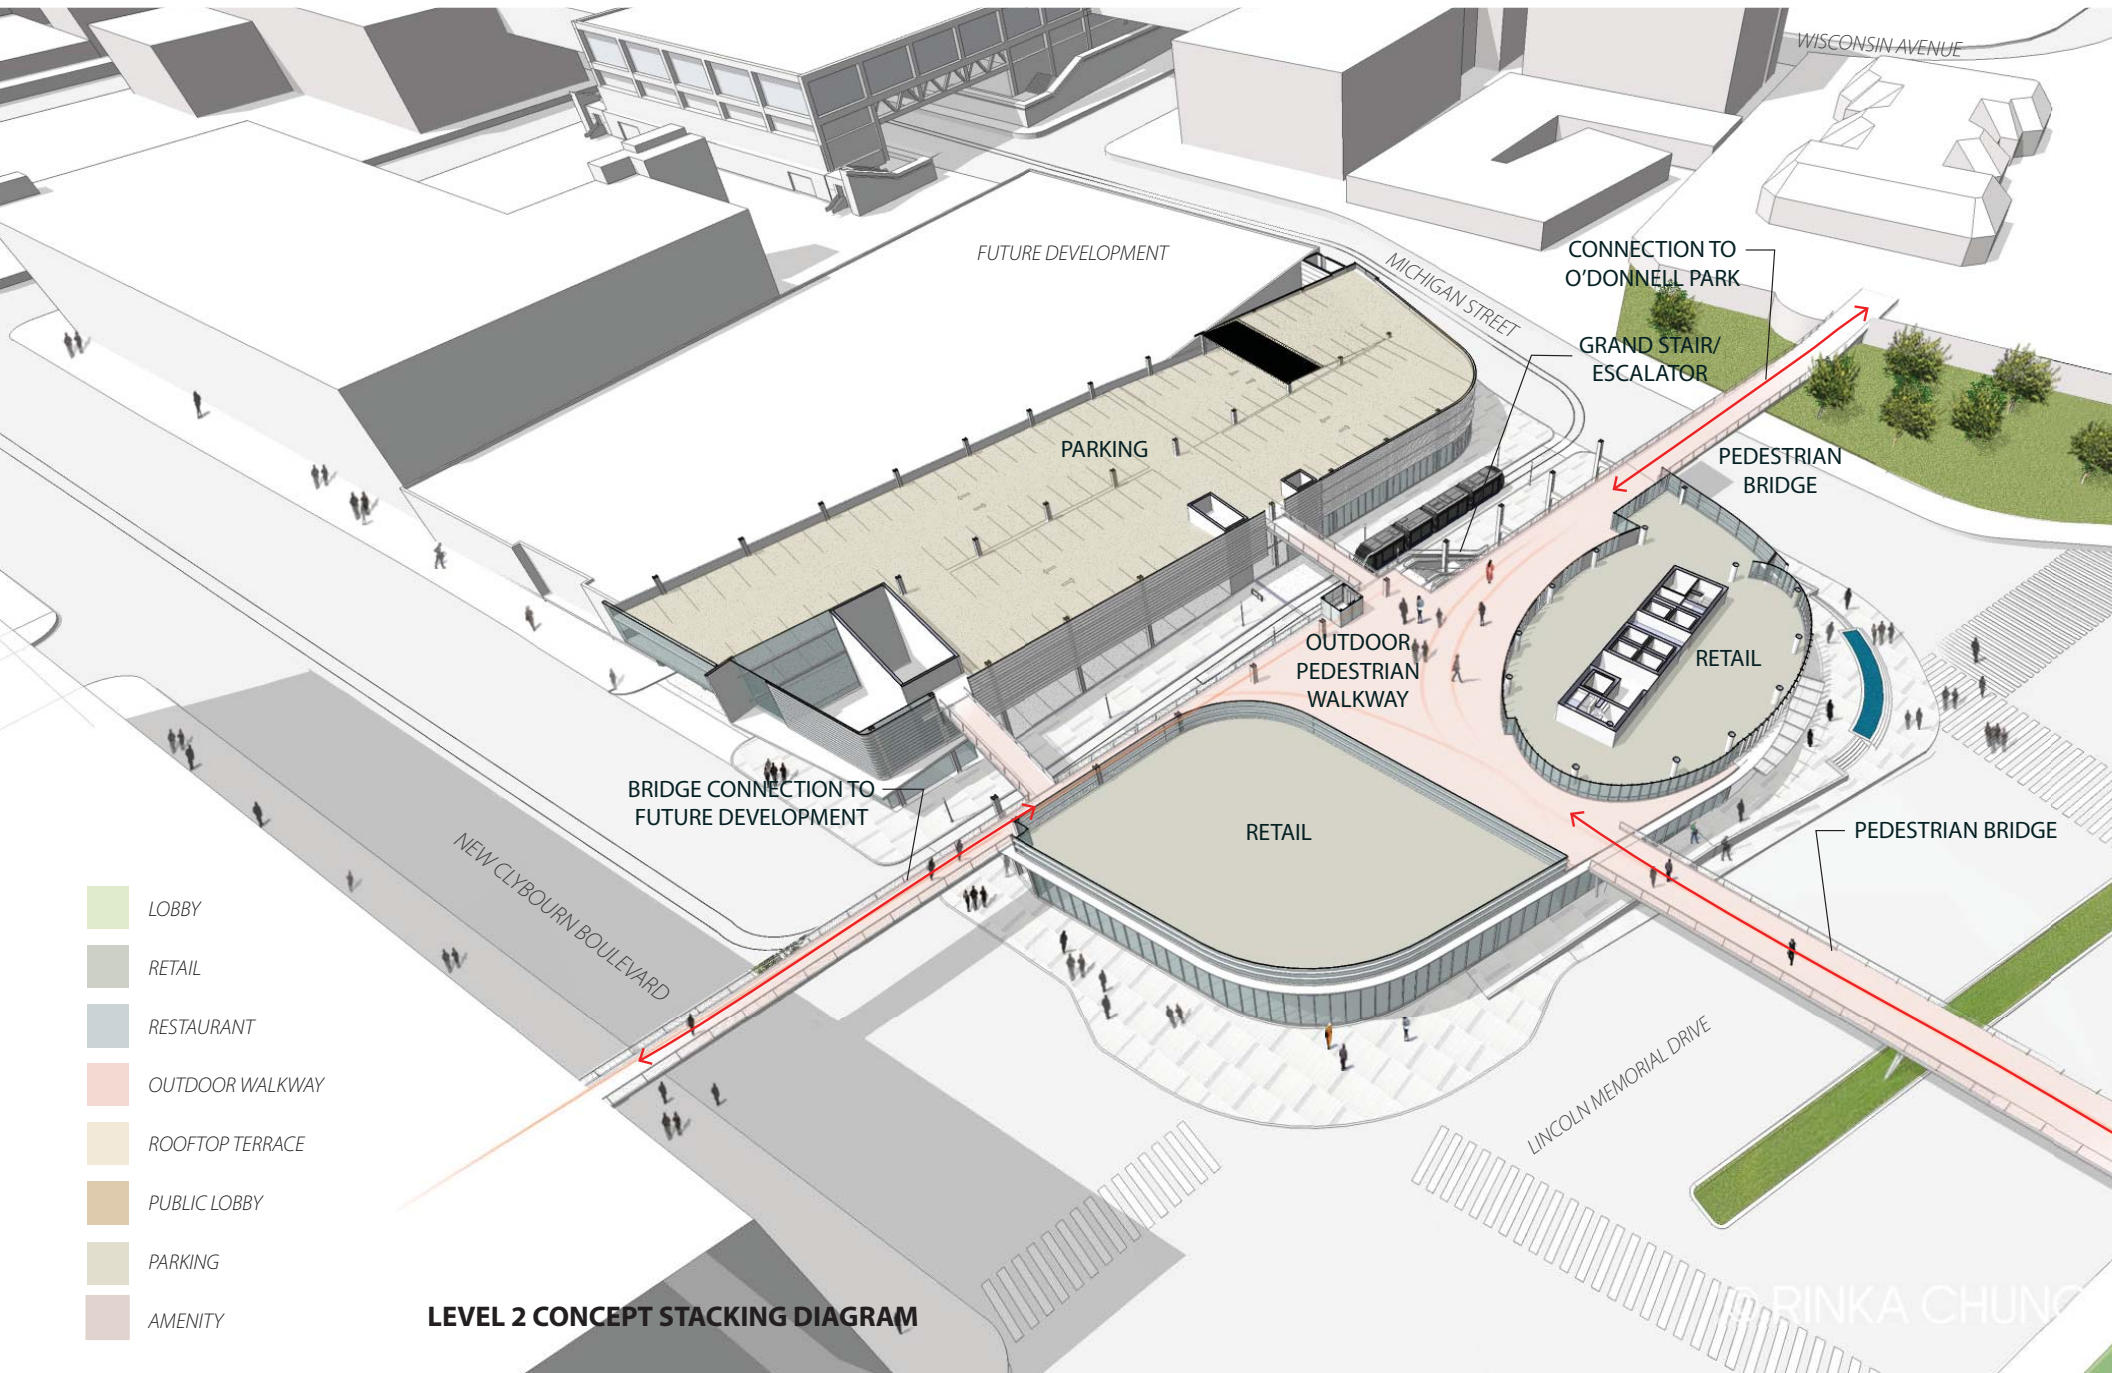 WISCONSIN AVENUE
FUTURE DEVELOPMENT
MICHIGAN STREET
CONNECTION TO
O'DONNELL PARK
GRAND STAIR/
ESCALATOR
PARKING
PEDESTRIAN
BRIDGE
OUTDOOR
PEDESTRIAN
WALKWAY
RETAIL
BRIDGE CONNECTION TO
FUTURE DEVELOPMENT
RETAIL
PEDESTRIAN BRIDGE
NEW CLYBOURN BOULEVARD
LINCOLN MEMORIAL DRIVE
LOBBY
RETAIL
RESTAURANT
OUTDOOR WALKWAY
ROOFTOP TERRACE
PUBLIC LOBBY
PARKING
AMENITY
LEVEL 2 CONCEPT STACKING DIAGRAM
© RINKA CHUNG